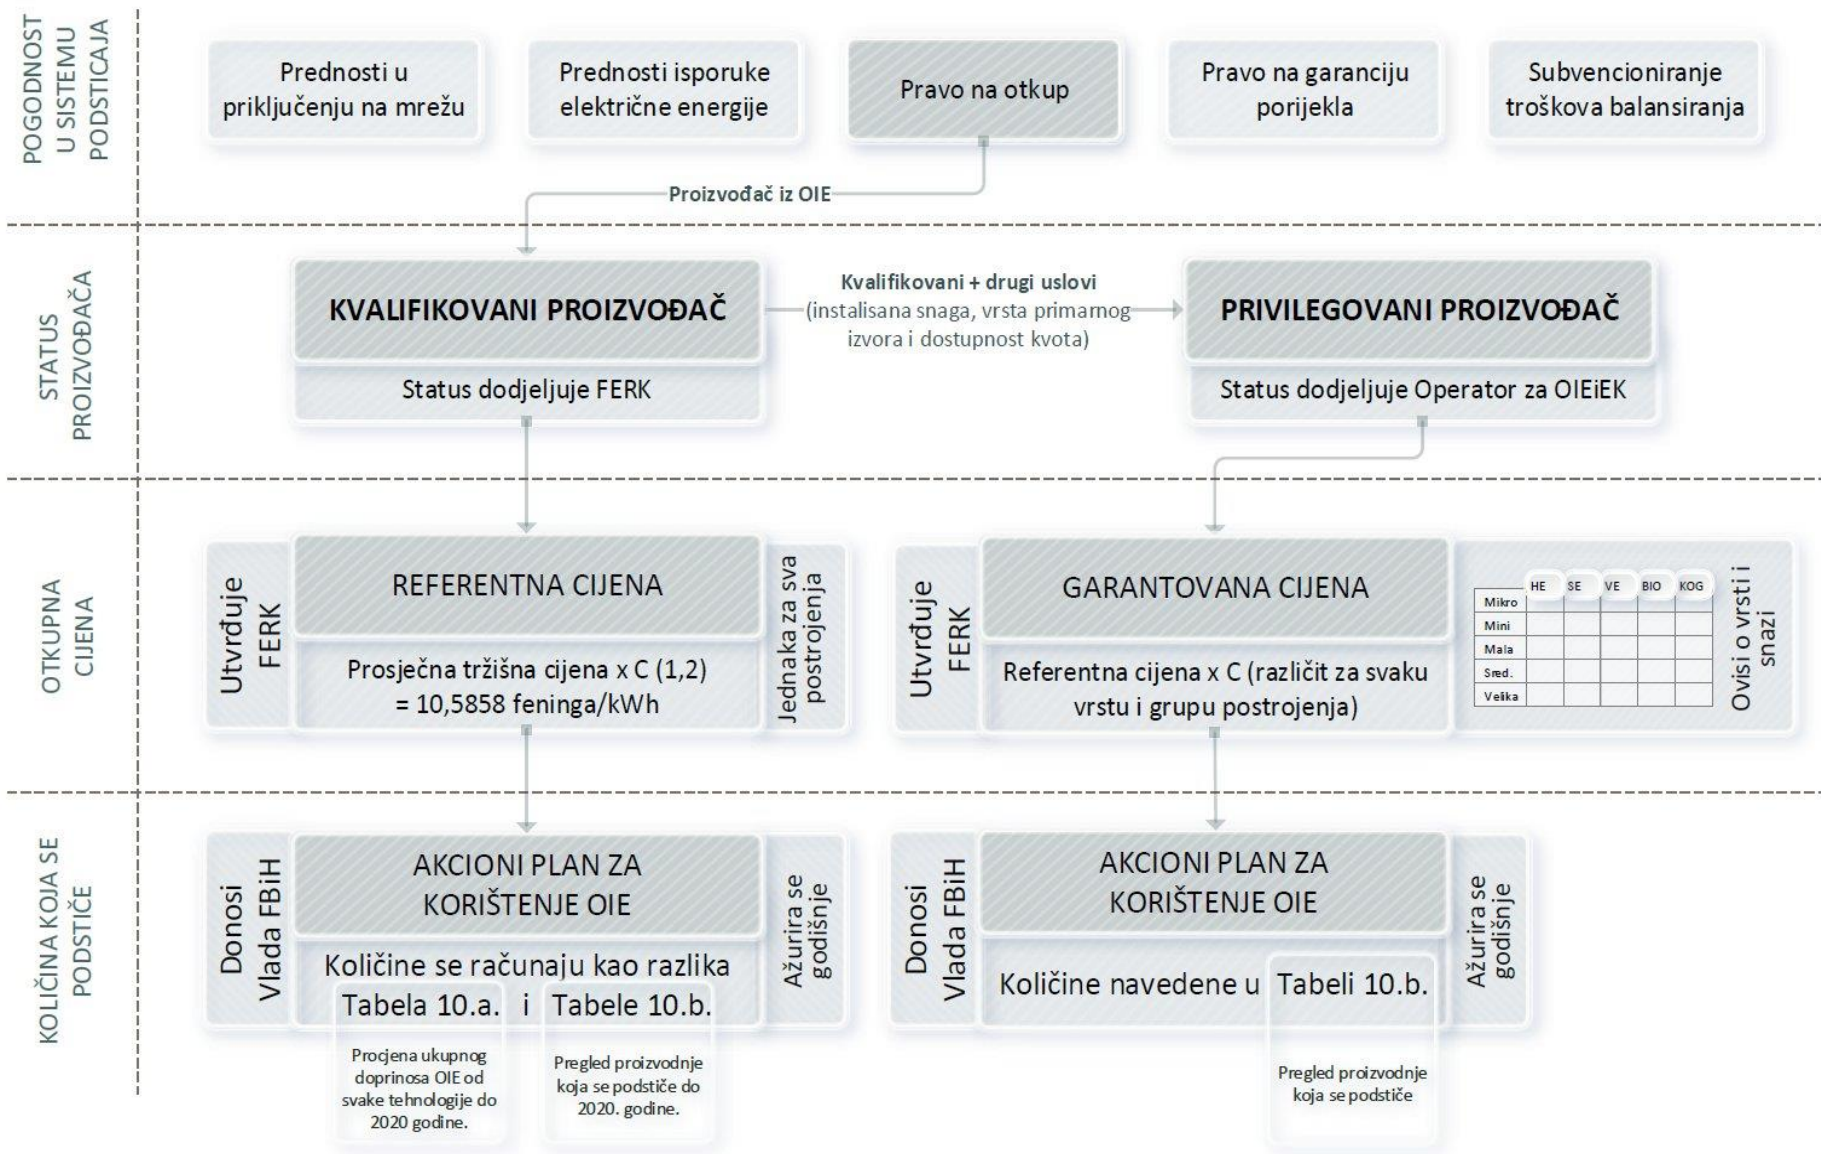 POGODNOST
U SISTEMU
PODSTICAJA
Prednosti u
priključenju na mrežu
Prednosti isporuke
električne energije
Pravo na otkup
Pravo na garanciju
porijekla
Subvencioniranje
troškova balansiranja
Proizvođač iz OIE
STATUS
PROIZVOĐAČA
KVALIFIKOVANI PROIZVOĐAČ
Status dodjeljuje FERK
Kvalifikovani + drugi uslovi
(instalisana snaga, vrsta primarnog
izvora i dostupnost kvota)
PRIVILEGOVANI PROIZVOĐAČ
Status dodjeljuje Operator za OIEiEK
OTKUPNA
CIJENA
Utvrđuje
FERK
REFERENTNA CIJENA
Prosječna tržišna cijena x C (1,2)
= 10,5858 feninga/kWh
Jednaka za sva
postrojenja
Utvrđuje
FERK
GARANTOVANA CIJENA
Referentna cijena x C (različit za svaku
vrstu i grupu postrojenja)
HE SE VE BIO KOG
Mikro
Mini
Mala
Sred.
Velika
Ovisi o vrsti i
snazi
KOLIČINA KOJA SE
PODSTIČE
Donosi
Vlada FBiH
AKCIONI PLAN ZA
KORIŠTENJE OIE
Količine se računaju kao razlika
Tabela 10.a. i Tabele 10.b.
Procjena ukupnog
doprinosa OIE od
svake tehnologije do
2020 godine.
Pregled proizvodnje
koja se podstiče do
2020. godine.
Ažurira se
godišnje
Donosi
Vlada FBiH
AKCIONI PLAN ZA
KORIŠTENJE OIE
Količine navedene u Tabeli 10.b.
Pregled proizvodnje
koja se podstiče
Ažurira se
godišnje